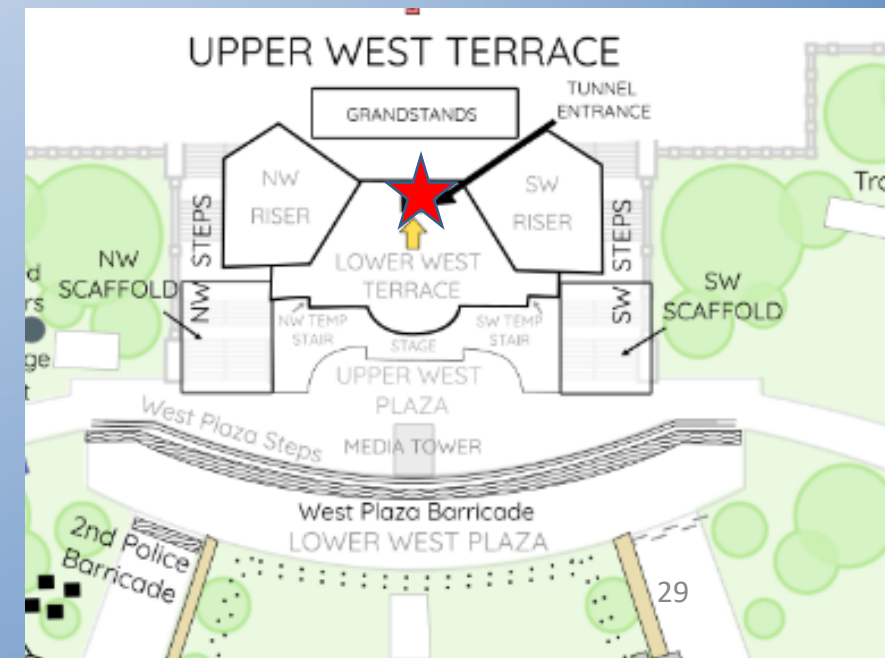 UPPER WEST TERRACE
TUNNEL
ENTRANCE
GRANDSTANDS
NW
RISER
SW
RISER
NW STEPS
SW STEPS
LOWER WEST
TERRACE
NW
SCAFFOLD
SW
SCAFFOLD
NW TEMP
STAIR
SW TEMP
STAIR
STAGE
UPPER WEST
PLAZA
West Plaza Steps
MEDIA TOWER
West Plaza Barricade
LOWER WEST PLAZA
2nd Police
Barricade
29